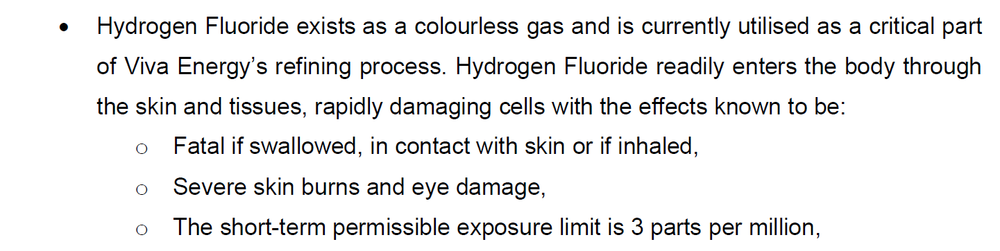 • Hydrogen Fluoride exists as a colourless gas and is currently utilised as a critical part
of Viva Energy’s refining process. Hydrogen Fluoride readily enters the body through
the skin and tissues, rapidly damaging cells with the effects known to be:
o Fatal if swallowed, in contact with skin or if inhaled,
o Severe skin burns and eye damage,
o The short-term permissible exposure limit is 3 parts per million,